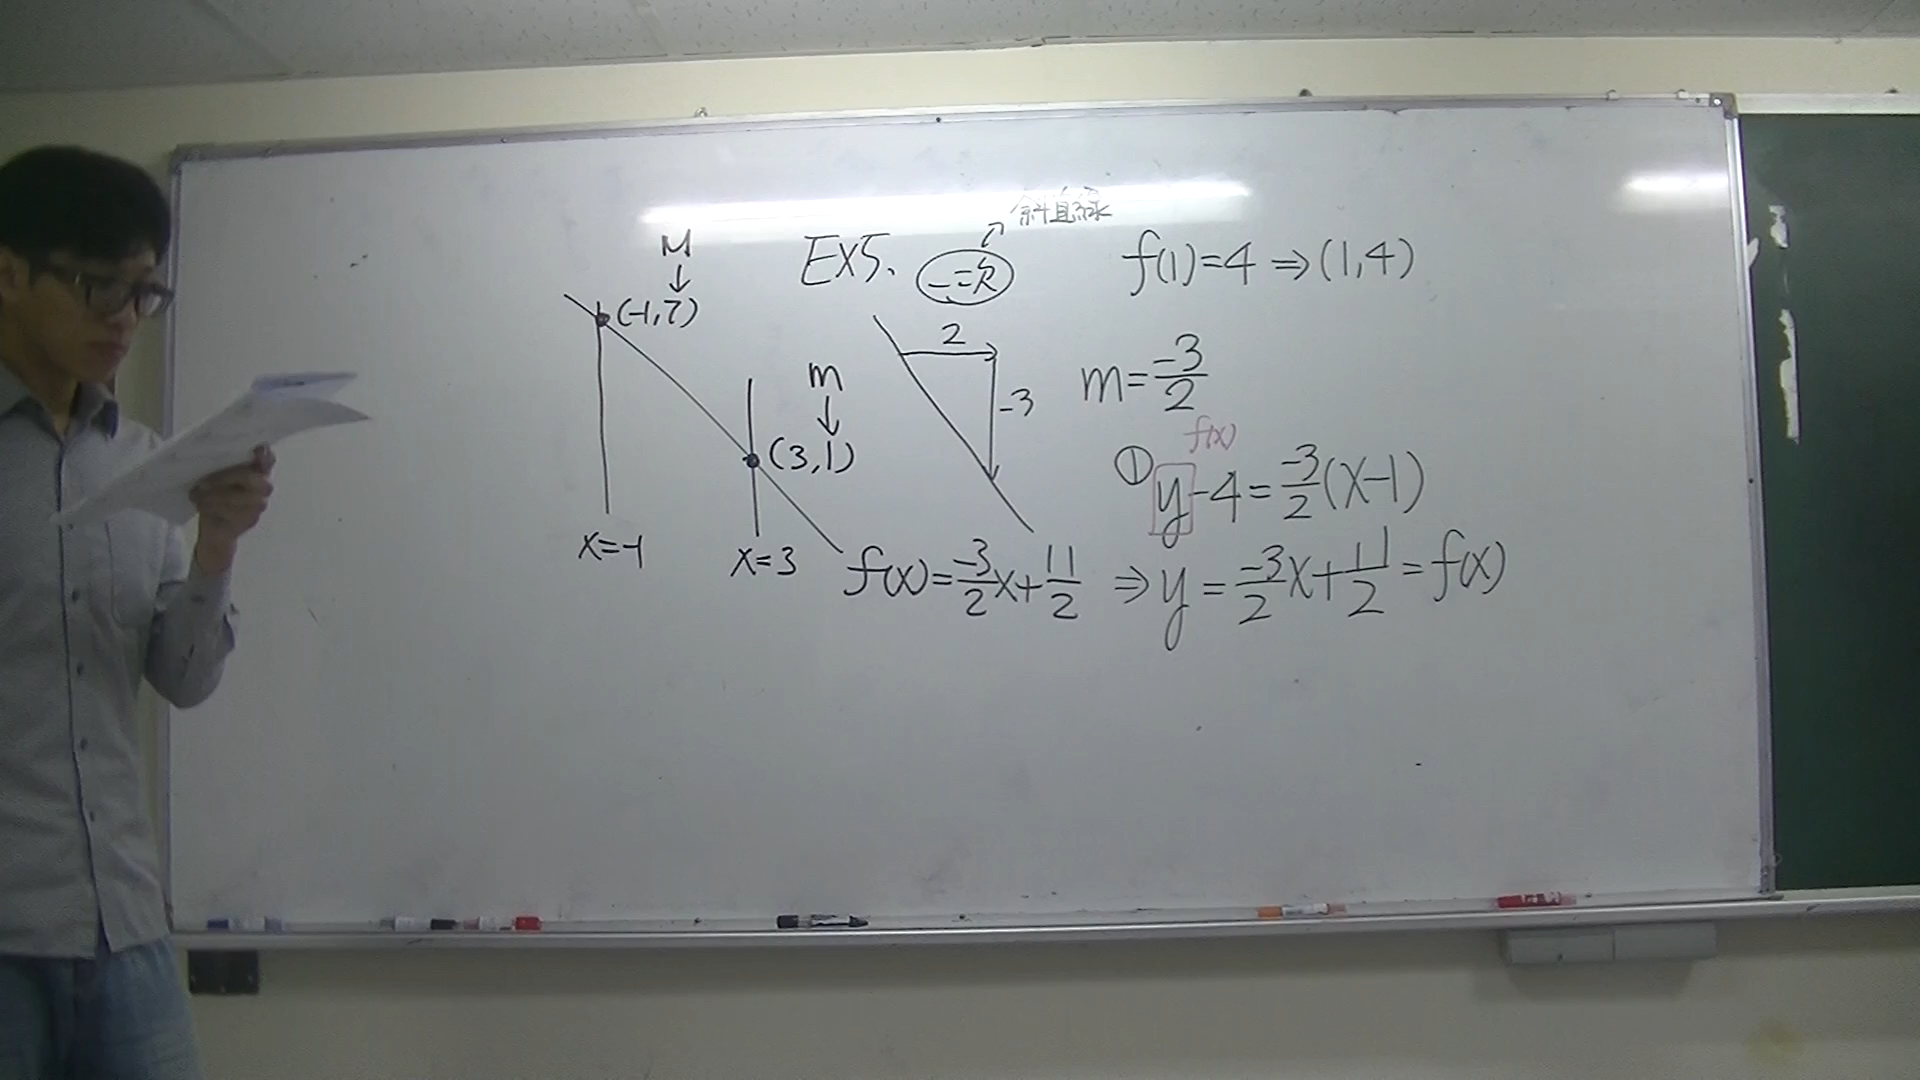 斜直線
M
↓
EX5. 一次
f(1)=4⇒(1,4)
(-1,7)
2
-3
m=-3/2
m
↓
(3,1)
f(x)
① y-4=-3/2(x-1)
x=-1
x=3
f(x)=-3/2x+11/2 ⇒y=-3/2x+11/2=f(x)